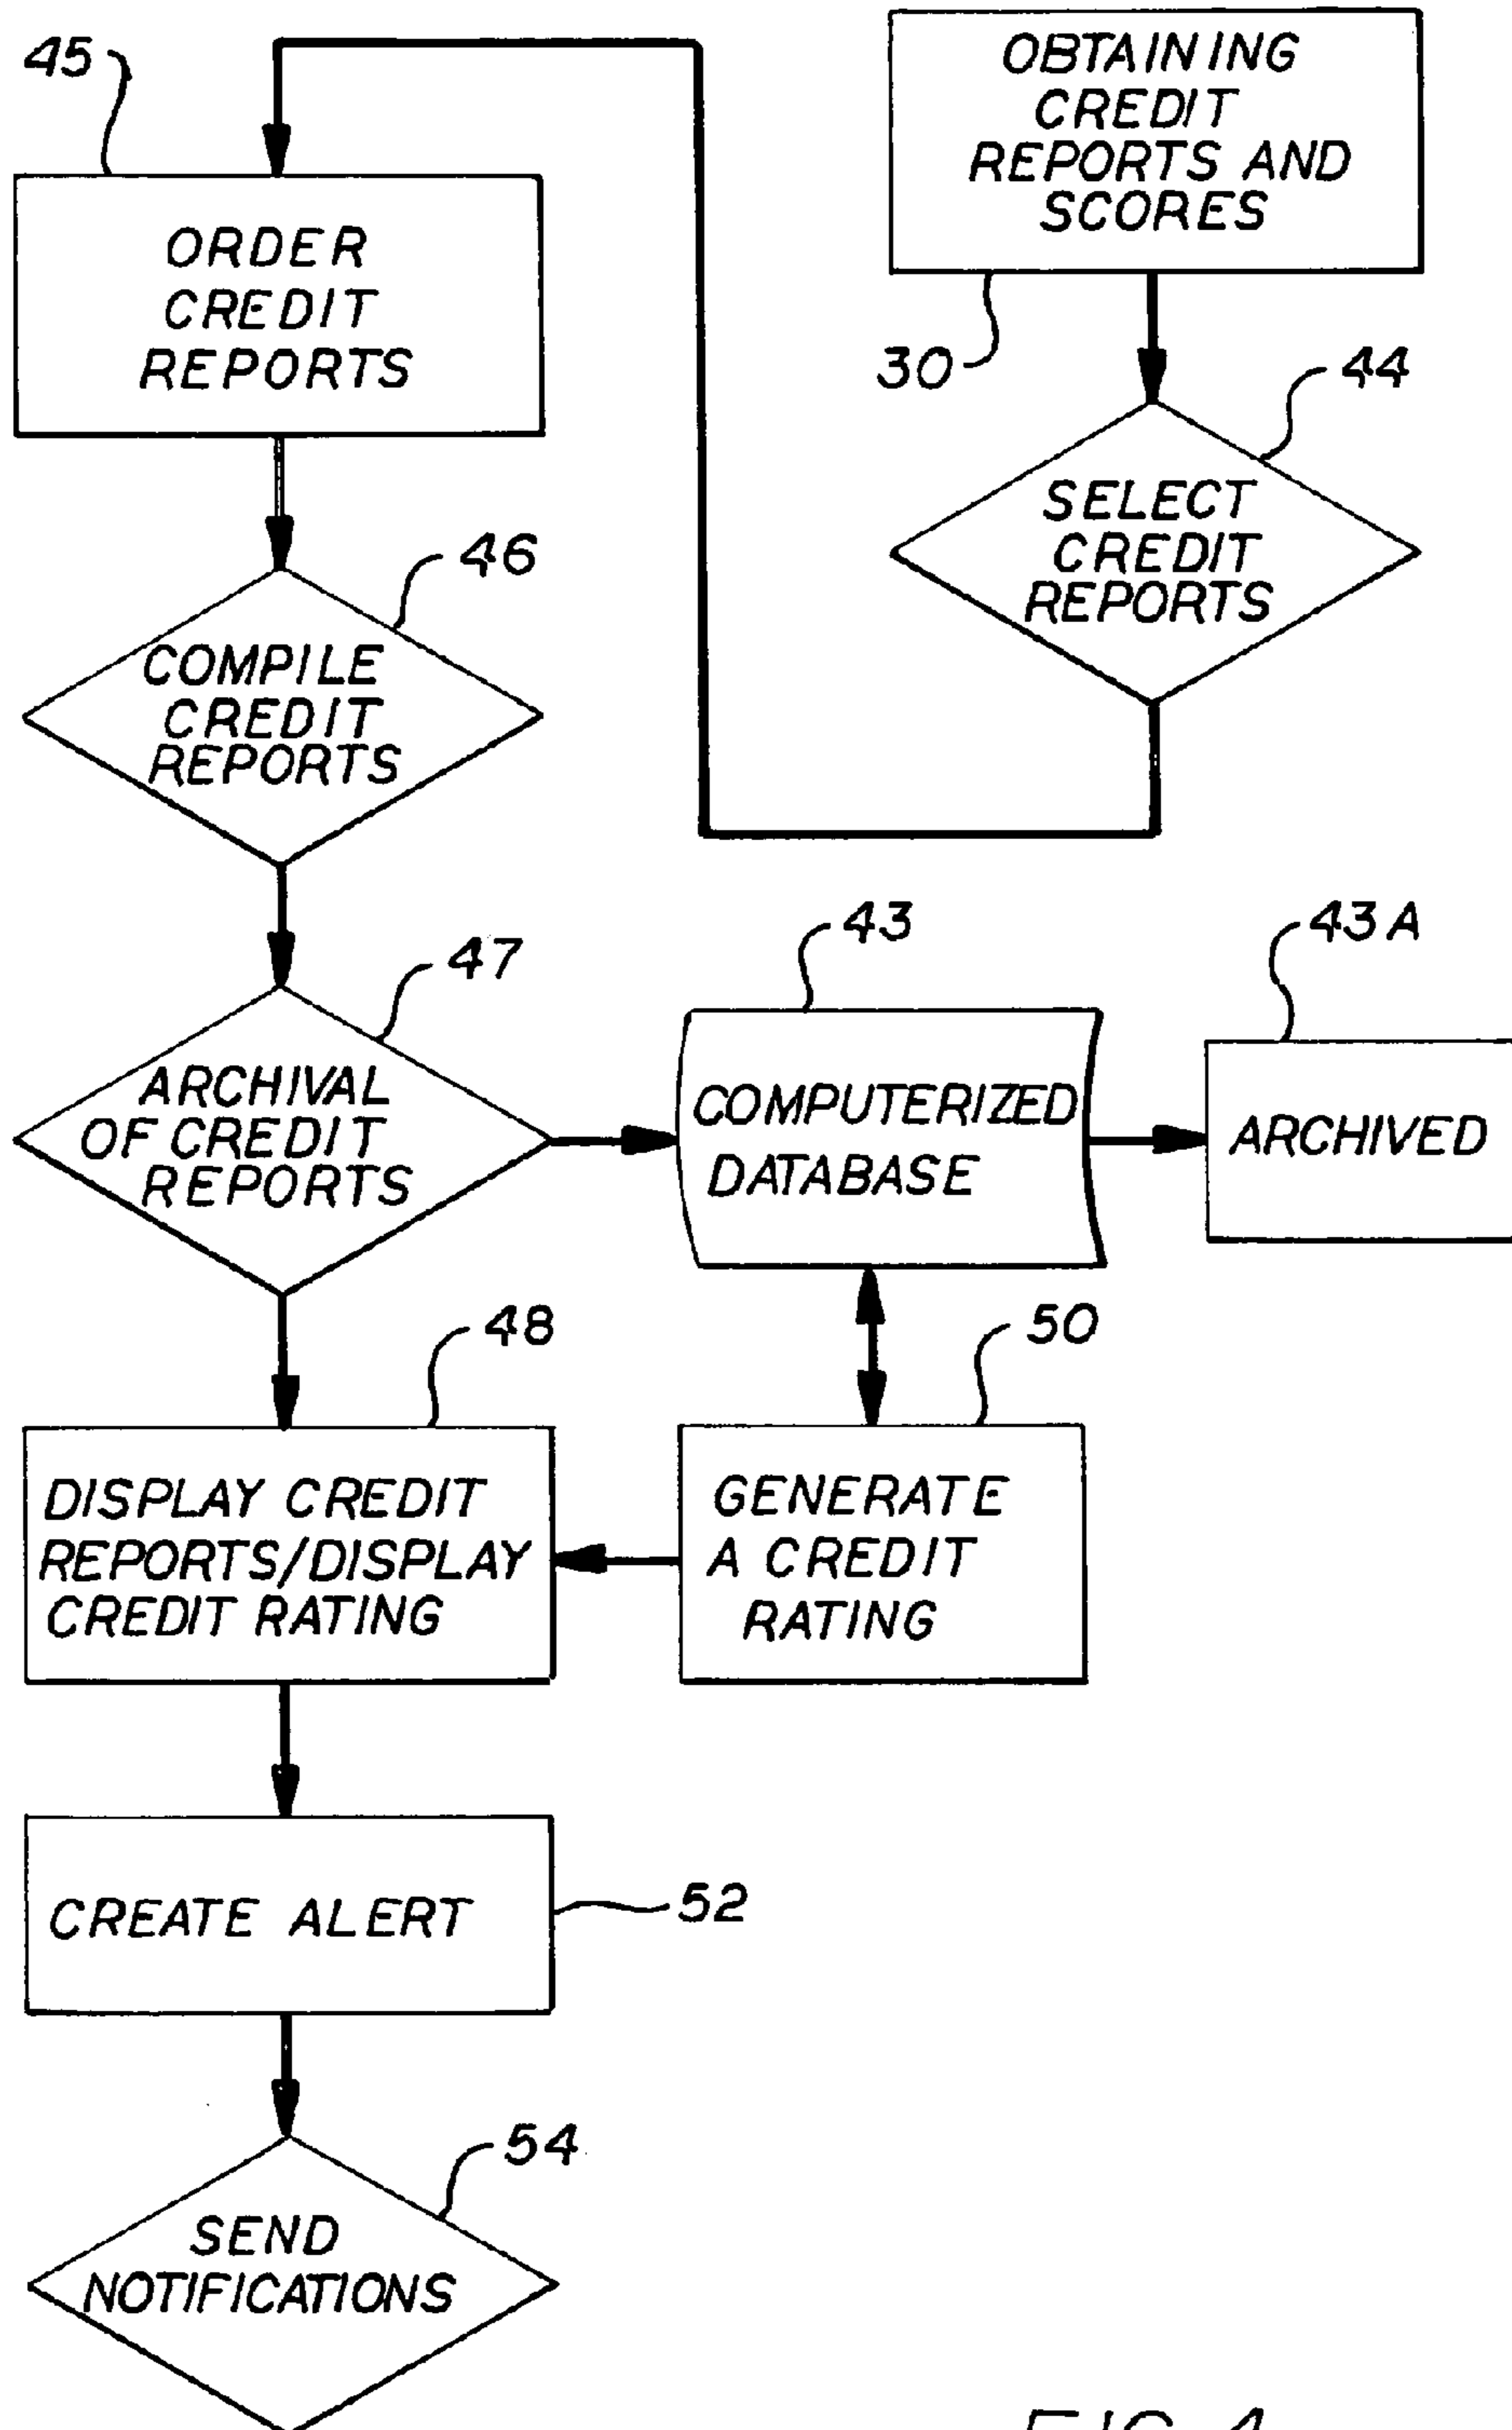 45
OBTAINING
CREDIT
REPORTS AND
SCORES
ORDER
CREDIT
REPORTS
30
44
SELECT
CREDIT
REPORTS
46
COMPILE
CREDIT
REPORTS
43
43A
47
ARCHIVAL
OF CREDIT
REPORTS
COMPUTERIZED
DATABASE
ARCHIVED
48
50
DISPLAY CREDIT
REPORTS/DISPLAY
CREDIT RATING
GENERATE
A CREDIT
RATING
CREATE ALERT
52
54
SEND
NOTIFICATIONS